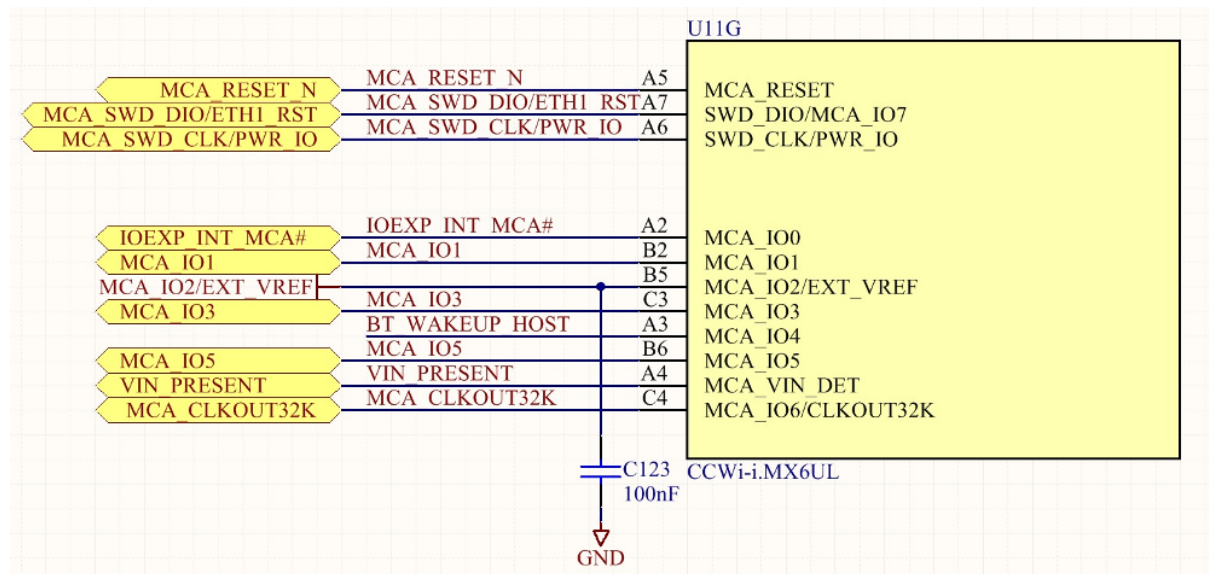 U11G
MCA_RESET_N MCA_RESET_N A5 MCA_RESET
MCA_SWD_DIO/ETH1_RST MCA_SWD_DIO/ETH1_RST A7 SWD_DIO/MCA_IO7
MCA_SWD_CLK/PWR_IO MCA_SWD_CLK/PWR_IO A6 SWD_CLK/PWR_IO
IOEXP_INT_MCA# IOEXP_INT_MCA# A2 MCA_IO0
MCA_IO1 MCA_IO1 B2 MCA_IO1
MCA_IO2/EXT_VREF B5 MCA_IO2/EXT_VREF
MCA_IO3 MCA_IO3 C3 MCA_IO3
BT_WAKEUP_HOST A3 MCA_IO4
MCA_IO5 MCA_IO5 B6 MCA_IO5
VIN_PRESENT VIN_PRESENT A4 MCA_VIN_DET
MCA_CLKOUT32K MCA_CLKOUT32K C4 MCA_IO6/CLKOUT32K
C123 CCWi-i.MX6UL
100nF
GND